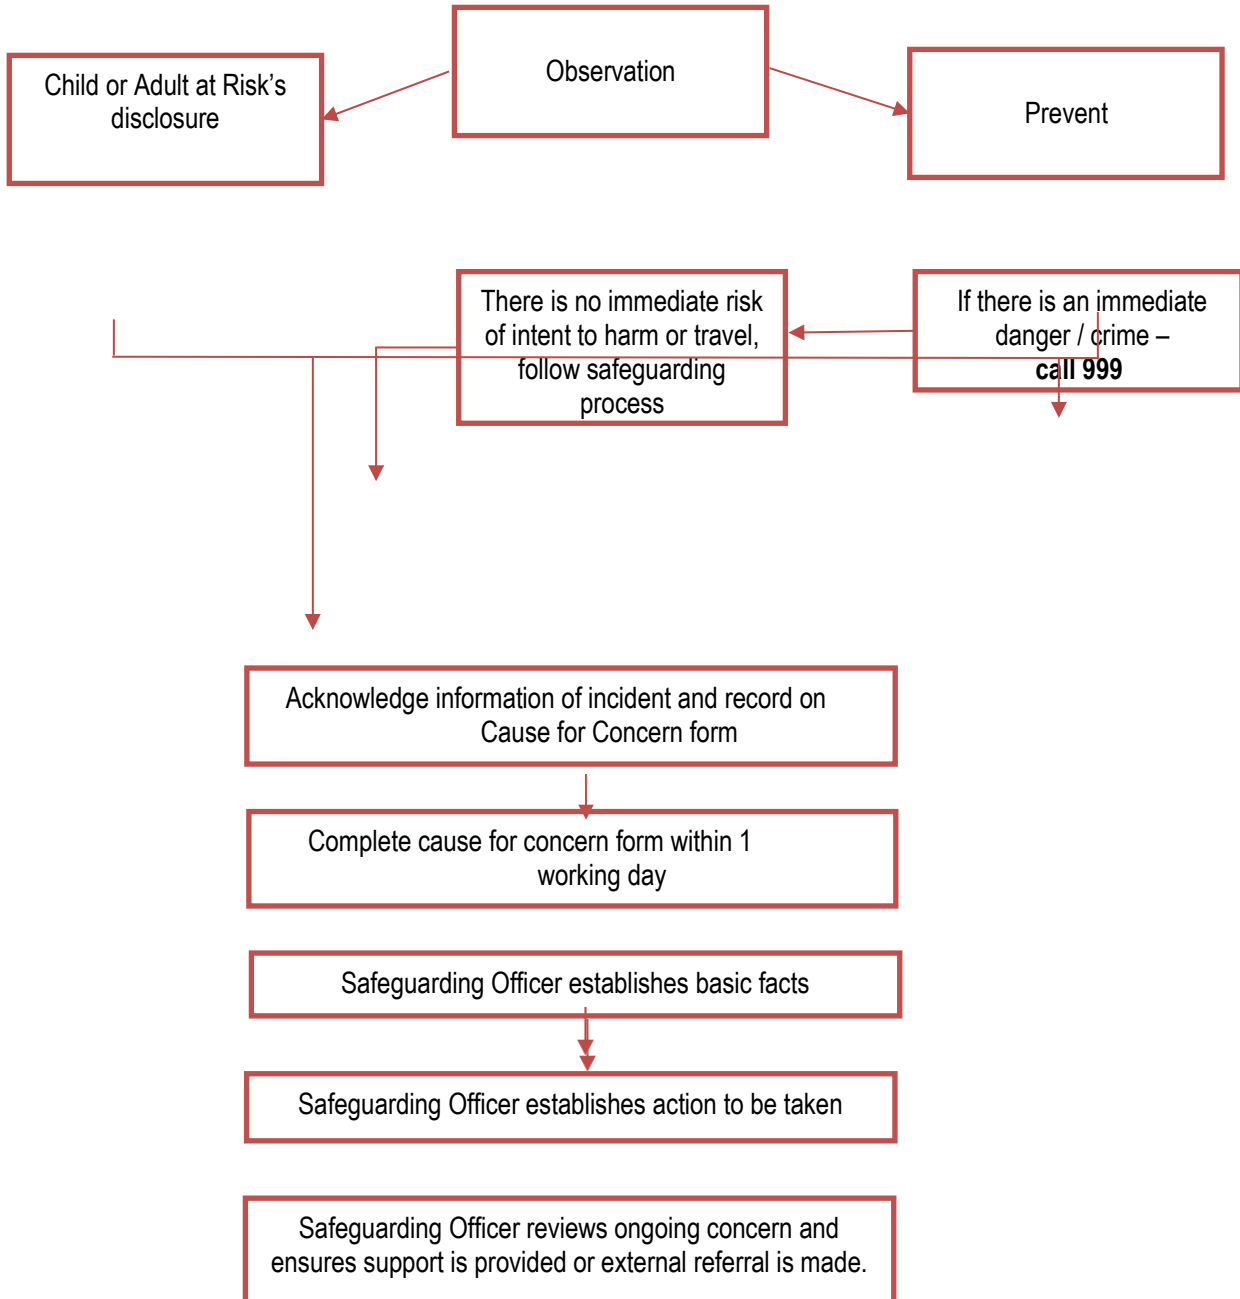 Child or Adult at Risk’s
disclosure
Observation
Prevent
There is no immediate risk
of intent to harm or travel,
follow safeguarding
process
If there is an immediate
danger / crime –
call 999
Acknowledge information of incident and record on
Cause for Concern form
Complete cause for concern form within 1
working day
Safeguarding Officer establishes basic facts
Safeguarding Officer establishes action to be taken
Safeguarding Officer reviews ongoing concern and
ensures support is provided or external referral is made.